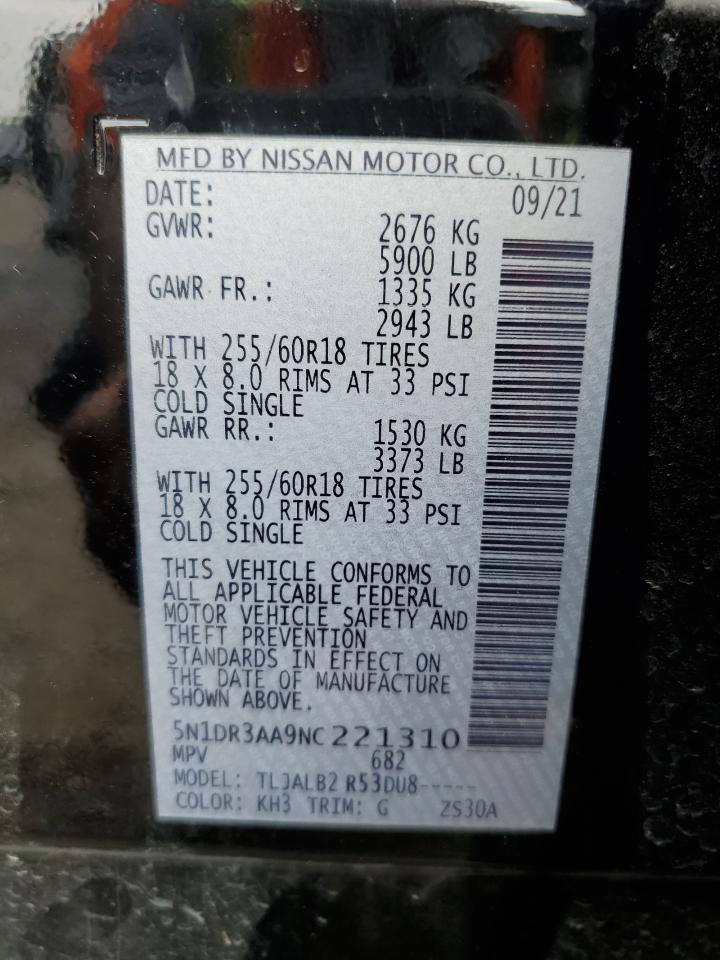 MFD BY NISSAN MOTOR CO., LTD.
DATE: 09/21
GVWR: 2676 KG
5900 LB
GAWR FR.: 1335 KG
2943 LB
WITH 255/60R18 TIRES
18 X 8.0 RIMS AT 33 PSI
COLD SINGLE
GAWR RR.: 1530 KG
3373 LB
WITH 255/60R18 TIRES
18 X 8.0 RIMS AT 33 PSI
COLD SINGLE
THIS VEHICLE CONFORMS TO
ALL APPLICABLE FEDERAL
MOTOR VEHICLE SAFETY AND
THEFT PREVENTION
STANDARDS IN EFFECT ON
THE DATE OF MANUFACTURE
SHOWN ABOVE.
5N1DR3AA9NC221310
MPV 682
MODEL: TLJALB2 R53DU8-----
COLOR: KH3 TRIM: G ZS30A